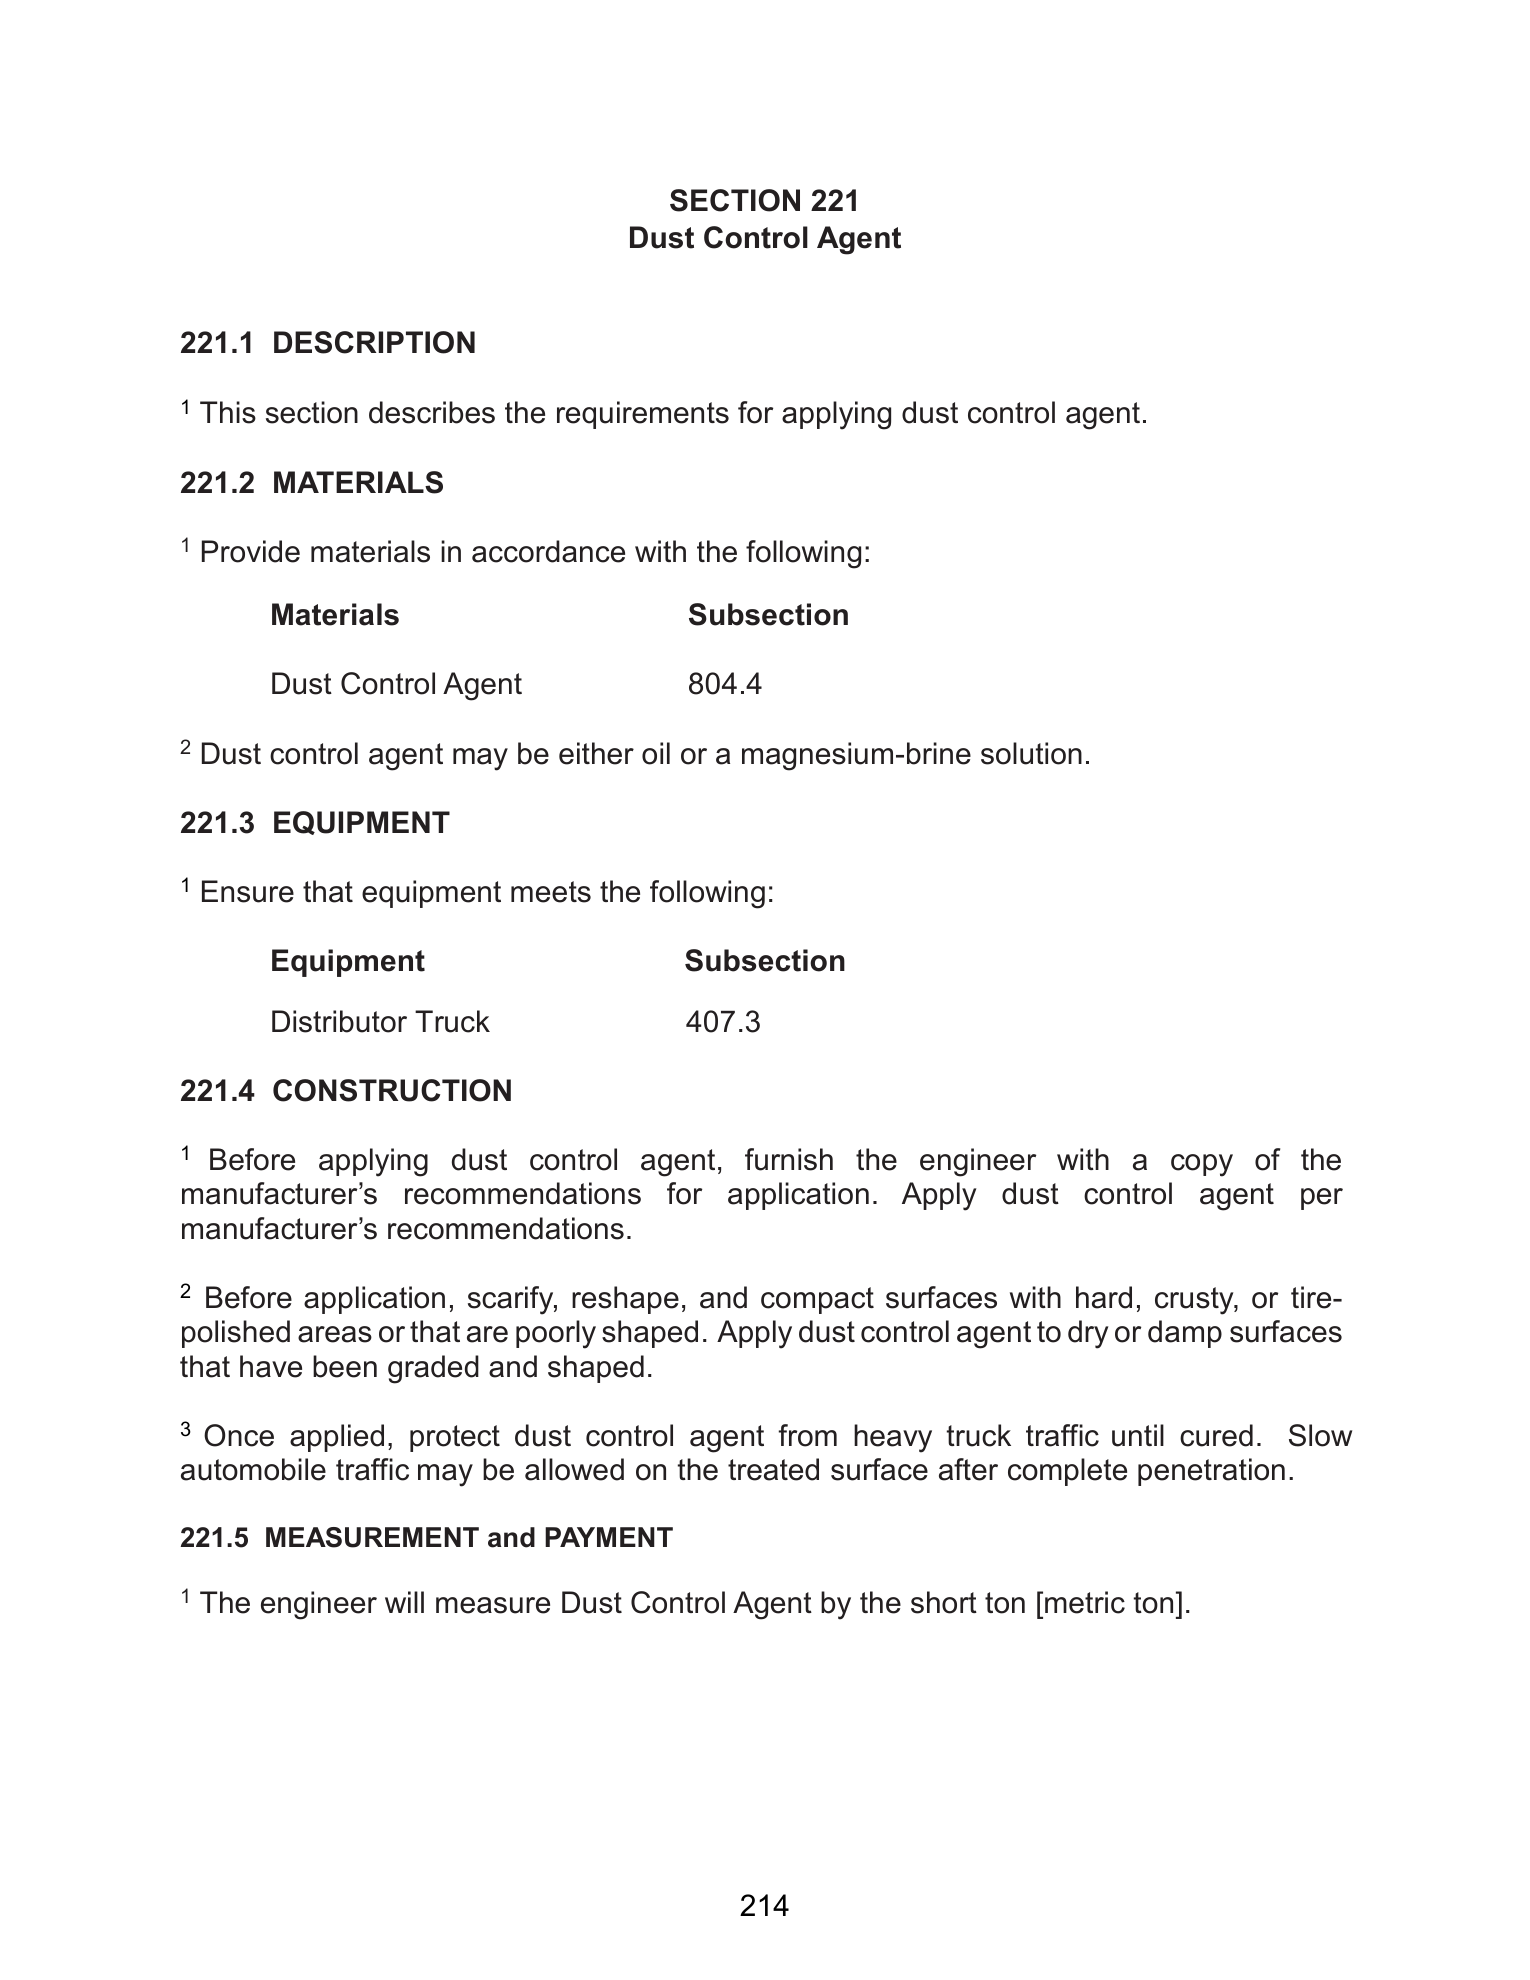 SECTION 221
Dust Control Agent
221.1 DESCRIPTION
1 This section describes the requirements for applying dust control agent.
221.2 MATERIALS
1 Provide materials in accordance with the following:
Materials Subsection
Dust Control Agent 804.4
2 Dust control agent may be either oil or a magnesium-brine solution.
221.3 EQUIPMENT
1 Ensure that equipment meets the following:
Equipment Subsection
Distributor Truck 407.3
221.4 CONSTRUCTION
1 Before applying dust control agent, furnish the engineer with a copy of the
manufacturer’s recommendations for application. Apply dust control agent per
manufacturer’s recommendations.
2 Before application, scarify, reshape, and compact surfaces with hard, crusty, or tire-
polished areas or that are poorly shaped. Apply dust control agent to dry or damp surfaces
that have been graded and shaped.
3 Once applied, protect dust control agent from heavy truck traffic until cured. Slow
automobile traffic may be allowed on the treated surface after complete penetration.
221.5 MEASUREMENT and PAYMENT
1 The engineer will measure Dust Control Agent by the short ton [metric ton].
214